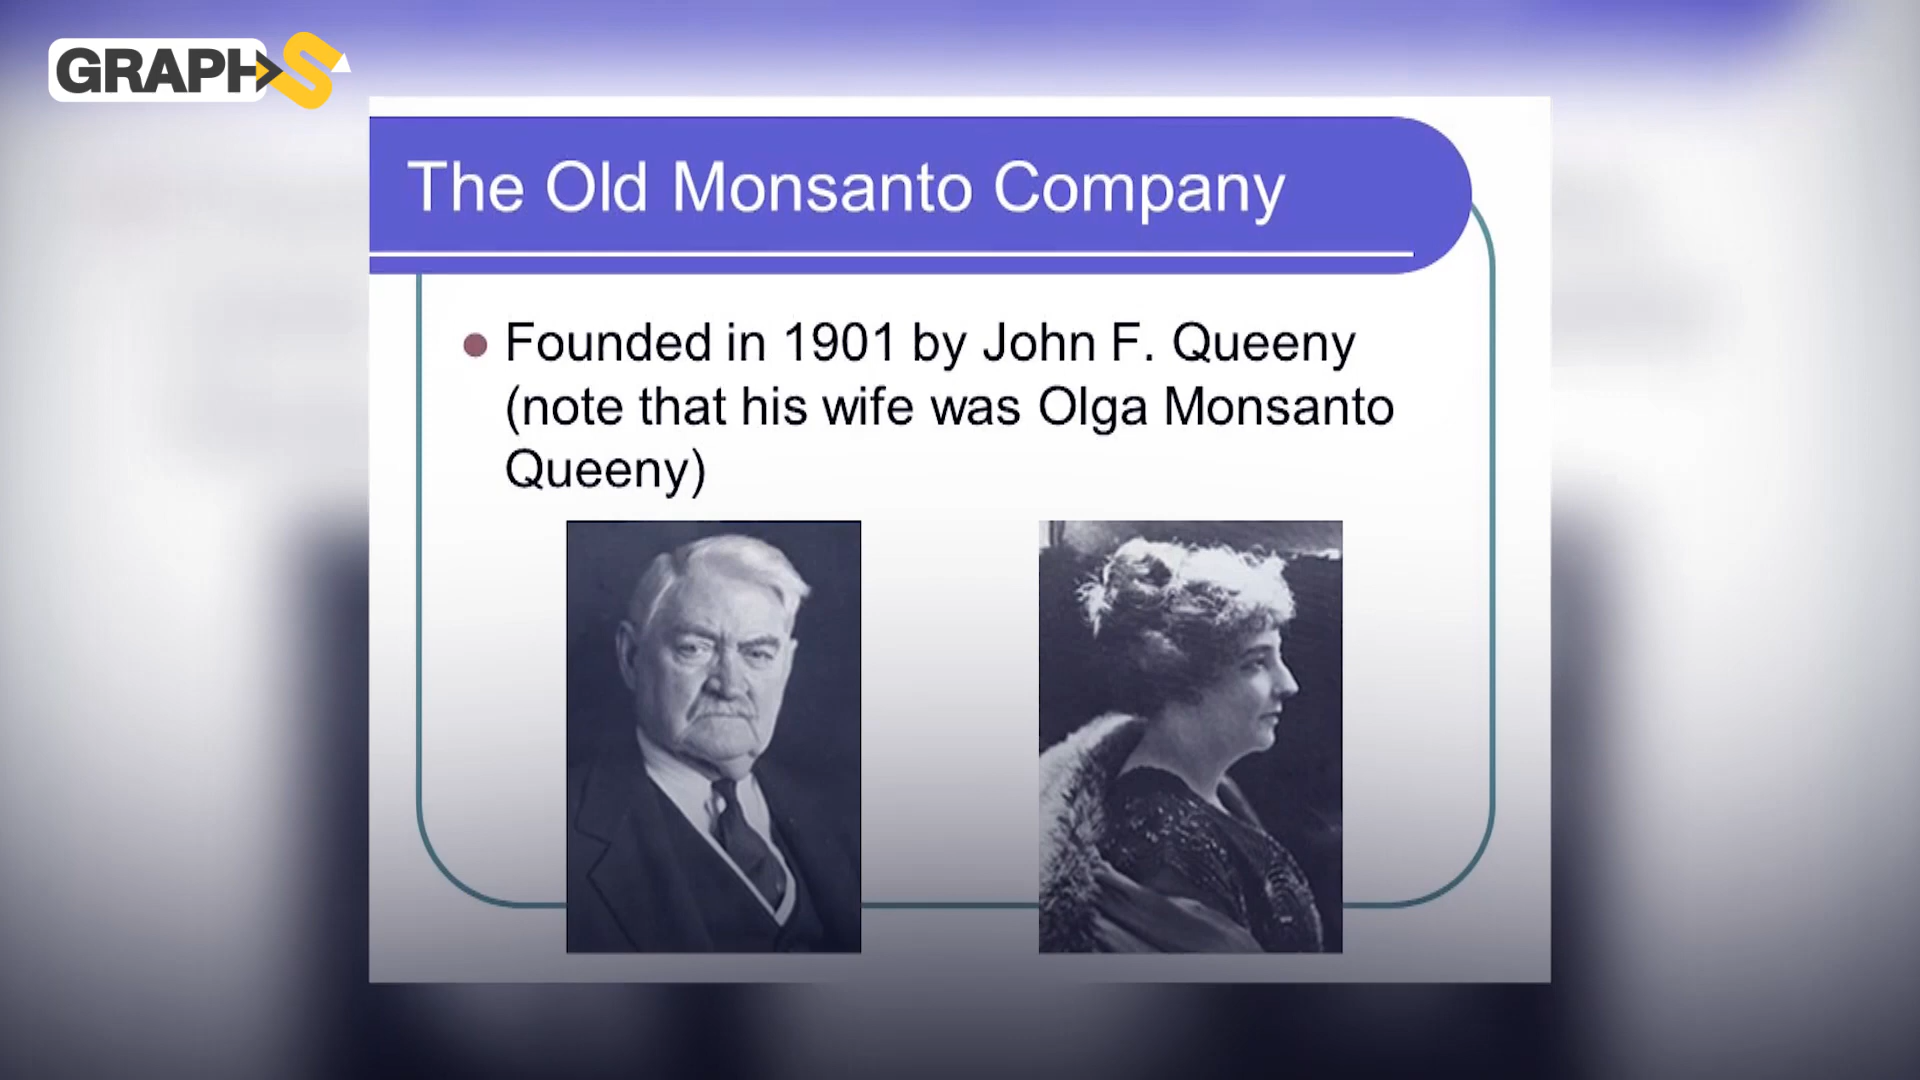 GRAPHS
The Old Monsanto Company
Founded in 1901 by John F. Queeny
(note that his wife was Olga Monsanto
Queeny)